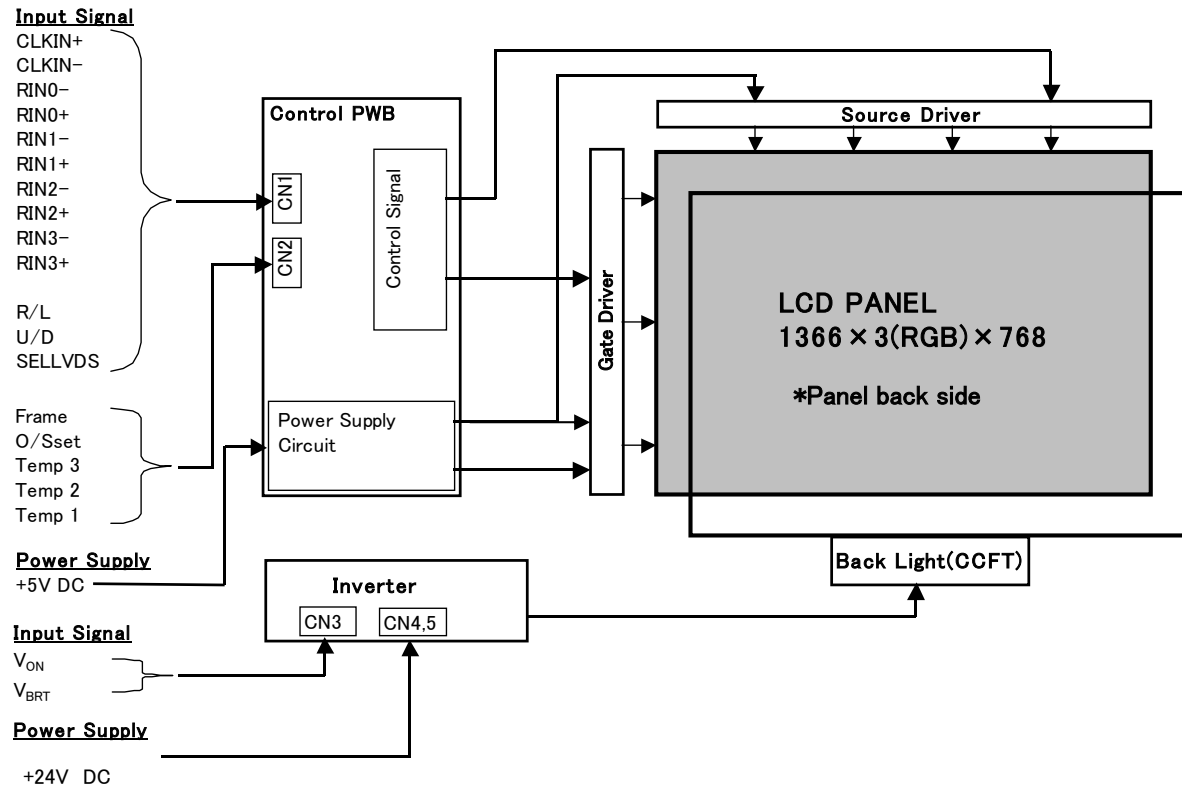 Input Signal
CLKIN+
CLKIN−
RIN0−
RIN0+
RIN1−
RIN1+
RIN2−
RIN2+
RIN3−
RIN3+
R/L
U/D
SELLVDS
Frame
O/Sset
Temp 3
Temp 2
Temp 1
Power Supply
+5V DC
Input Signal
VON
VBRT
Power Supply
+24V DC
Control PWB
CN1
CN2
Control Signal
Power Supply
Circuit
Inverter
CN3
CN4,5
Source Driver
Gate Driver
LCD PANEL
1366×3(RGB)×768
*Panel back side
Back Light(CCFT)